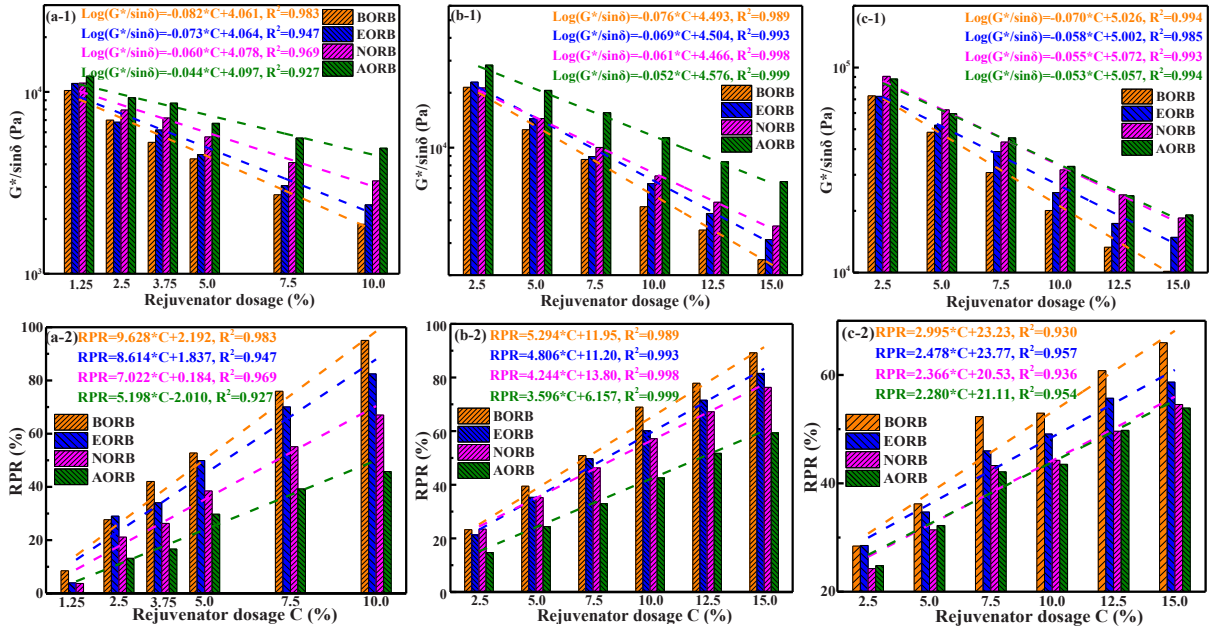 (a-1)
Log(G*/sinδ)=-0.082*C+4.061, R²=0.983
Log(G*/sinδ)=-0.073*C+4.064, R²=0.947
Log(G*/sinδ)=-0.060*C+4.078, R²=0.969
Log(G*/sinδ)=-0.044*C+4.097, R²=0.927
BORB
EORB
NORB
AORB
G*/sinδ (Pa)
10⁴
10³
1.25 2.5 3.75 5.0 7.5 10.0
Rejuvenator dosage (%)
(b-1)
Log(G*/sinδ)=-0.076*C+4.493, R²=0.989
Log(G*/sinδ)=-0.069*C+4.504, R²=0.993
Log(G*/sinδ)=-0.061*C+4.466, R²=0.998
Log(G*/sinδ)=-0.052*C+4.576, R²=0.999
BORB
EORB
NORB
AORB
G*/sinδ (Pa)
10⁴
2.5 5.0 7.5 10.0 12.5 15.0
Rejuvenator dosage (%)
(c-1)
Log(G*/sinδ)=-0.070*C+5.026, R²=0.994
Log(G*/sinδ)=-0.058*C+5.002, R²=0.985
Log(G*/sinδ)=-0.055*C+5.072, R²=0.993
Log(G*/sinδ)=-0.053*C+5.057, R²=0.994
BORB
EORB
NORB
AORB
G*/sinδ (Pa)
10⁵
10⁴
2.5 5.0 7.5 10.0 12.5 15.0
Rejuvenator dosage (%)
(a-2)
RPR=9.628*C+2.192, R²=0.983
RPR=8.614*C+1.837, R²=0.947
RPR=7.022*C+0.184, R²=0.969
RPR=5.198*C-2.010, R²=0.927
BORB
EORB
NORB
AORB
RPR (%)
100
80
60
40
20
0
1.25 2.5 3.75 5.0 7.5 10.0
Rejuvenator dosage C (%)
(b-2)
RPR=5.294*C+11.95, R²=0.989
RPR=4.806*C+11.20, R²=0.993
RPR=4.244*C+13.80, R²=0.998
RPR=3.596*C+6.157, R²=0.999
BORB
EORB
NORB
AORB
RPR (%)
100
80
60
40
20
0
2.5 5.0 7.5 10.0 12.5 15.0
Rejuvenator dosage C (%)
(c-2)
RPR=2.995*C+23.23, R²=0.930
RPR=2.478*C+23.77, R²=0.957
RPR=2.366*C+20.53, R²=0.936
RPR=2.280*C+21.11, R²=0.954
BORB
EORB
NORB
AORB
RPR (%)
60
40
20
2.5 5.0 7.5 10.0 12.5 15.0
Rejuvenator dosage C (%)